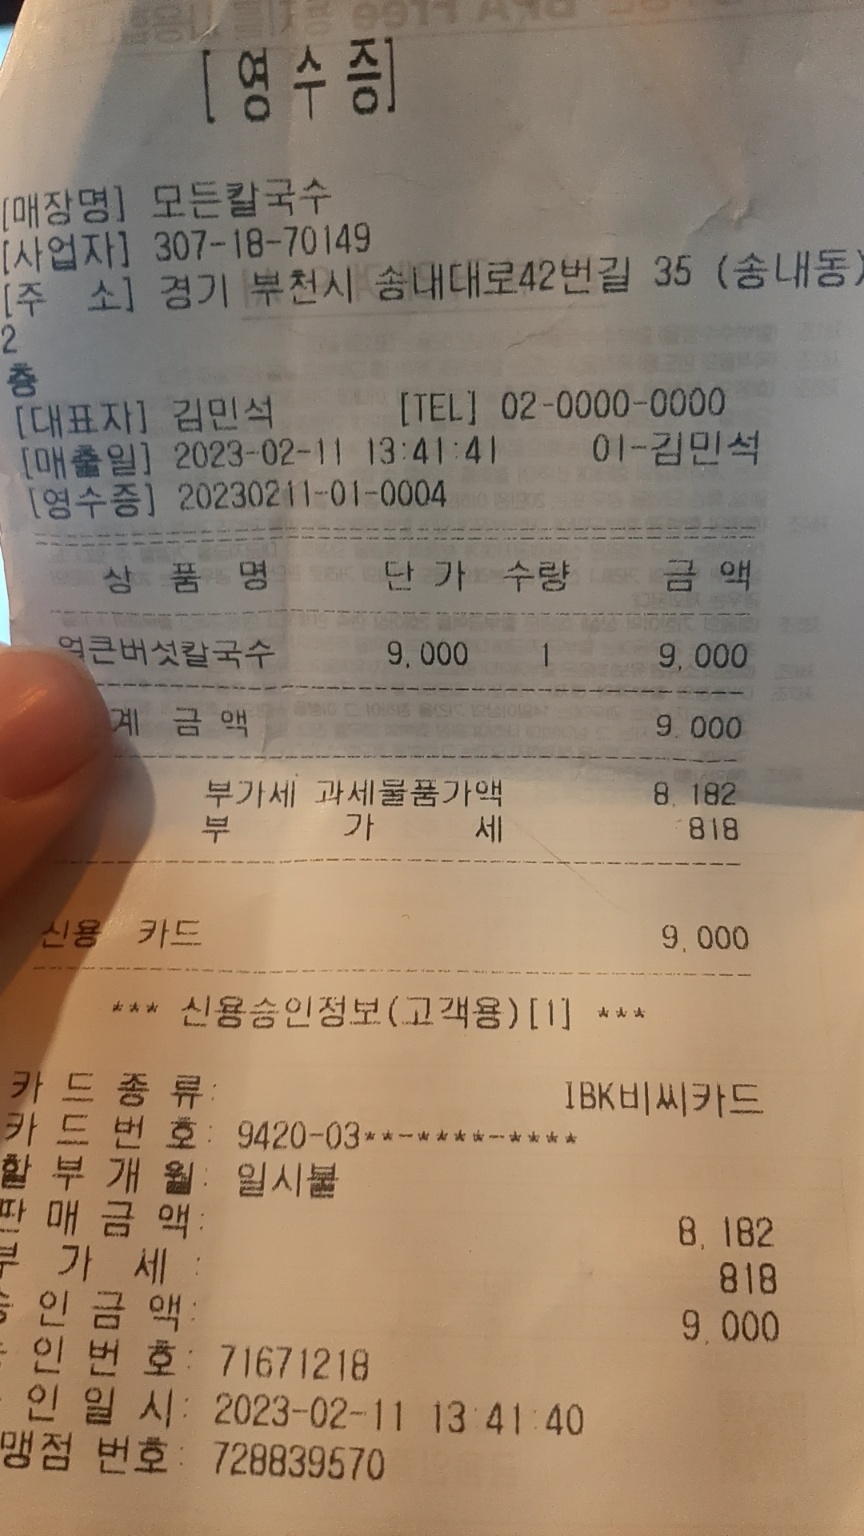 [영수증]
[매장명] 모든칼국수
[사업자] 307-18-70149
[주 소] 경기 부천시 송내대로42번길 35 (송내동)
2
층
[대표자] 김민석 [TEL] 02-0000-0000
[매출일] 2023-02-11 13:41:41 01-김민석
[영수증] 20230211-01-0004
상 품 명 단 가 수량 금 액
얼큰버섯칼국수 9,000 1 9,000
계 금 액 9,000
부가세 과세물품가액 8,182
부 가 세 818
신용 카드 9,000
*** 신용승인정보(고객용)[1] ***
카 드 종 류: IBK비씨카드
카 드 번 호: 9420-03**-****-****
할 부 개 월: 일시불
판 매 금 액: 8,182
부 가 세 : 818
승 인 금 액: 9,000
인 번 호: 71671218
인 일 시: 2023-02-11 13:41:40
맹점 번호: 728839570